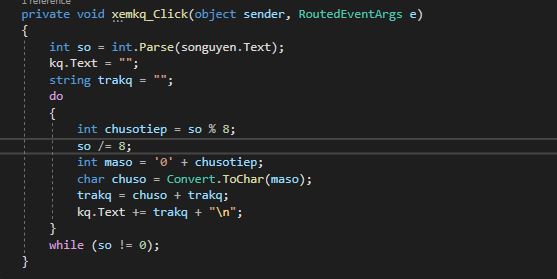 1 reference
private void xemkq_Click(object sender, RoutedEventArgs e)
{
int so = int.Parse(songuyen.Text);
kq.Text = "";
string trakq = "";
do
{
int chusotiep = so % 8;
so /= 8;
int maso = '0' + chusotiep;
char chuso = Convert.ToChar(maso);
trakq = chuso + trakq;
kq.Text += trakq + "\n";
}
while (so != 0);
}